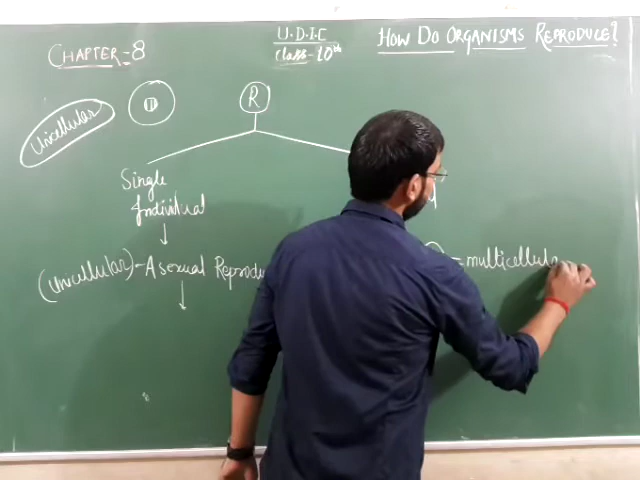 U.D.I.C
Class-10th
HOW DO ORGANISMS REPRODUCE?
CHAPTER-8
Unicellular
R
Single
Individual
(Unicellular)-Asexual Reprodu
-multicellula